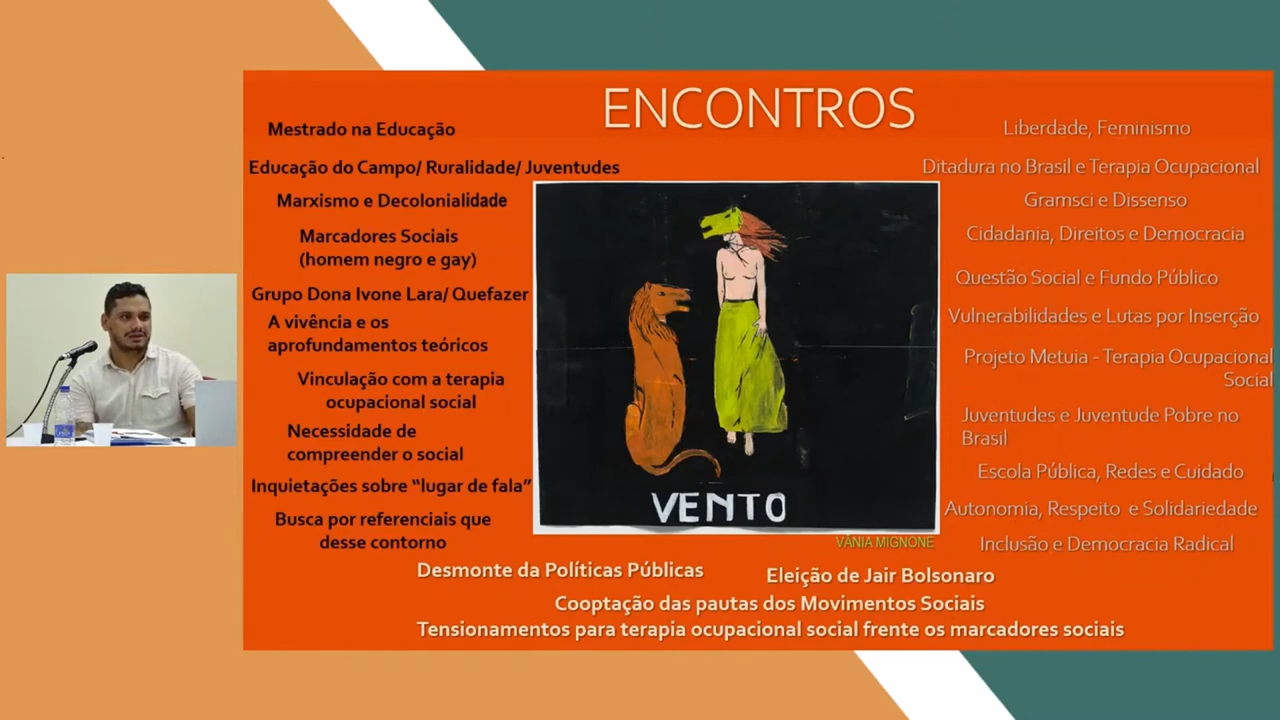 ENCONTROS
Mestrado na Educação
Educação do Campo/ Ruralidade/ Juventudes
Marxismo e Decolonialidade
Marcadores Sociais
(homem negro e gay)
Grupo Dona Ivone Lara/ Quefazer
A vivência e os
aprofundamentos teóricos
Vinculação com a terapia
ocupacional social
Necessidade de
compreender o social
Inquietações sobre “lugar de fala”
Busca por referenciais que
desse contorno
VENTO
VÂNIA MIGNONE
Liberdade, Feminismo
Ditadura no Brasil e Terapia Ocupacional
Gramsci e Dissenso
Cidadania, Direitos e Democracia
Questão Social e Fundo Público
Vulnerabilidades e Lutas por Inserção
Projeto Metuia - Terapia Ocupacional
Social
Juventudes e Juventude Pobre no
Brasil
Escola Pública, Redes e Cuidado
Autonomia, Respeito e Solidariedade
Inclusão e Democracia Radical
Desmonte da Políticas Públicas
Eleição de Jair Bolsonaro
Cooptação das pautas dos Movimentos Sociais
Tensionamentos para terapia ocupacional social frente os marcadores sociais